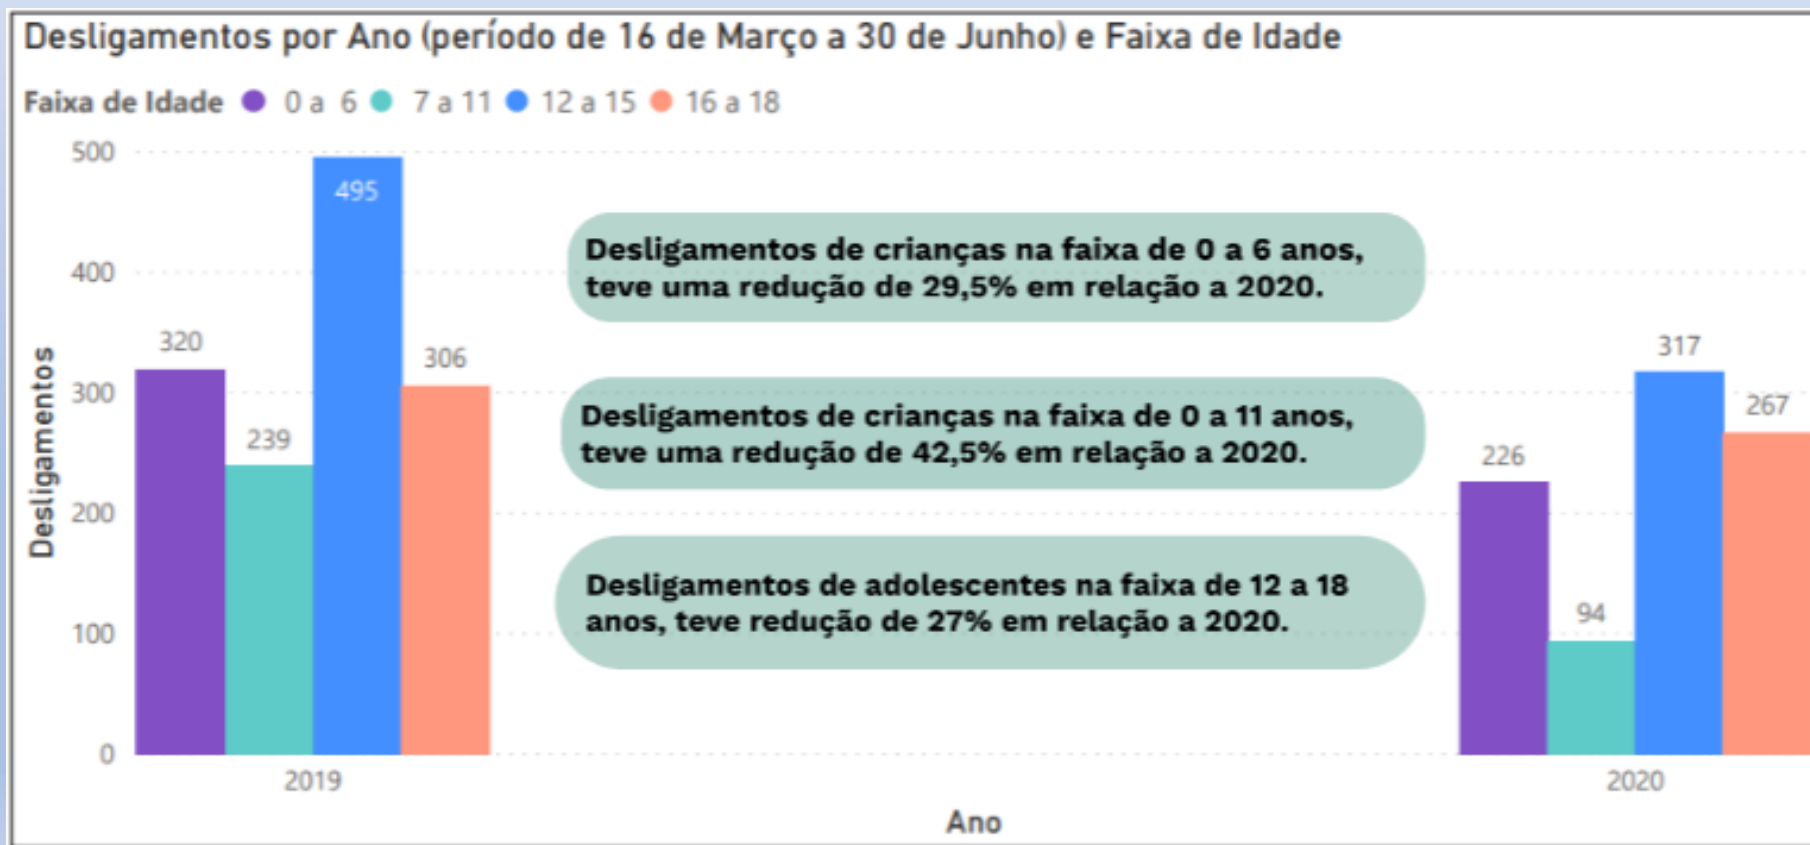 Desligamentos por Ano (período de 16 de Março a 30 de Junho) e Faixa de Idade
Faixa de Idade 0 a 6 7 a 11 12 a 15 16 a 18
500
400
300
200
100
0
Desligamentos
320
239
495
306
2019
Desligamentos de crianças na faixa de 0 a 6 anos,
teve uma redução de 29,5% em relação a 2020.
Desligamentos de crianças na faixa de 0 a 11 anos,
teve uma redução de 42,5% em relação a 2020.
Desligamentos de adolescentes na faixa de 12 a 18
anos, teve redução de 27% em relação a 2020.
226
94
317
267
2020
Ano